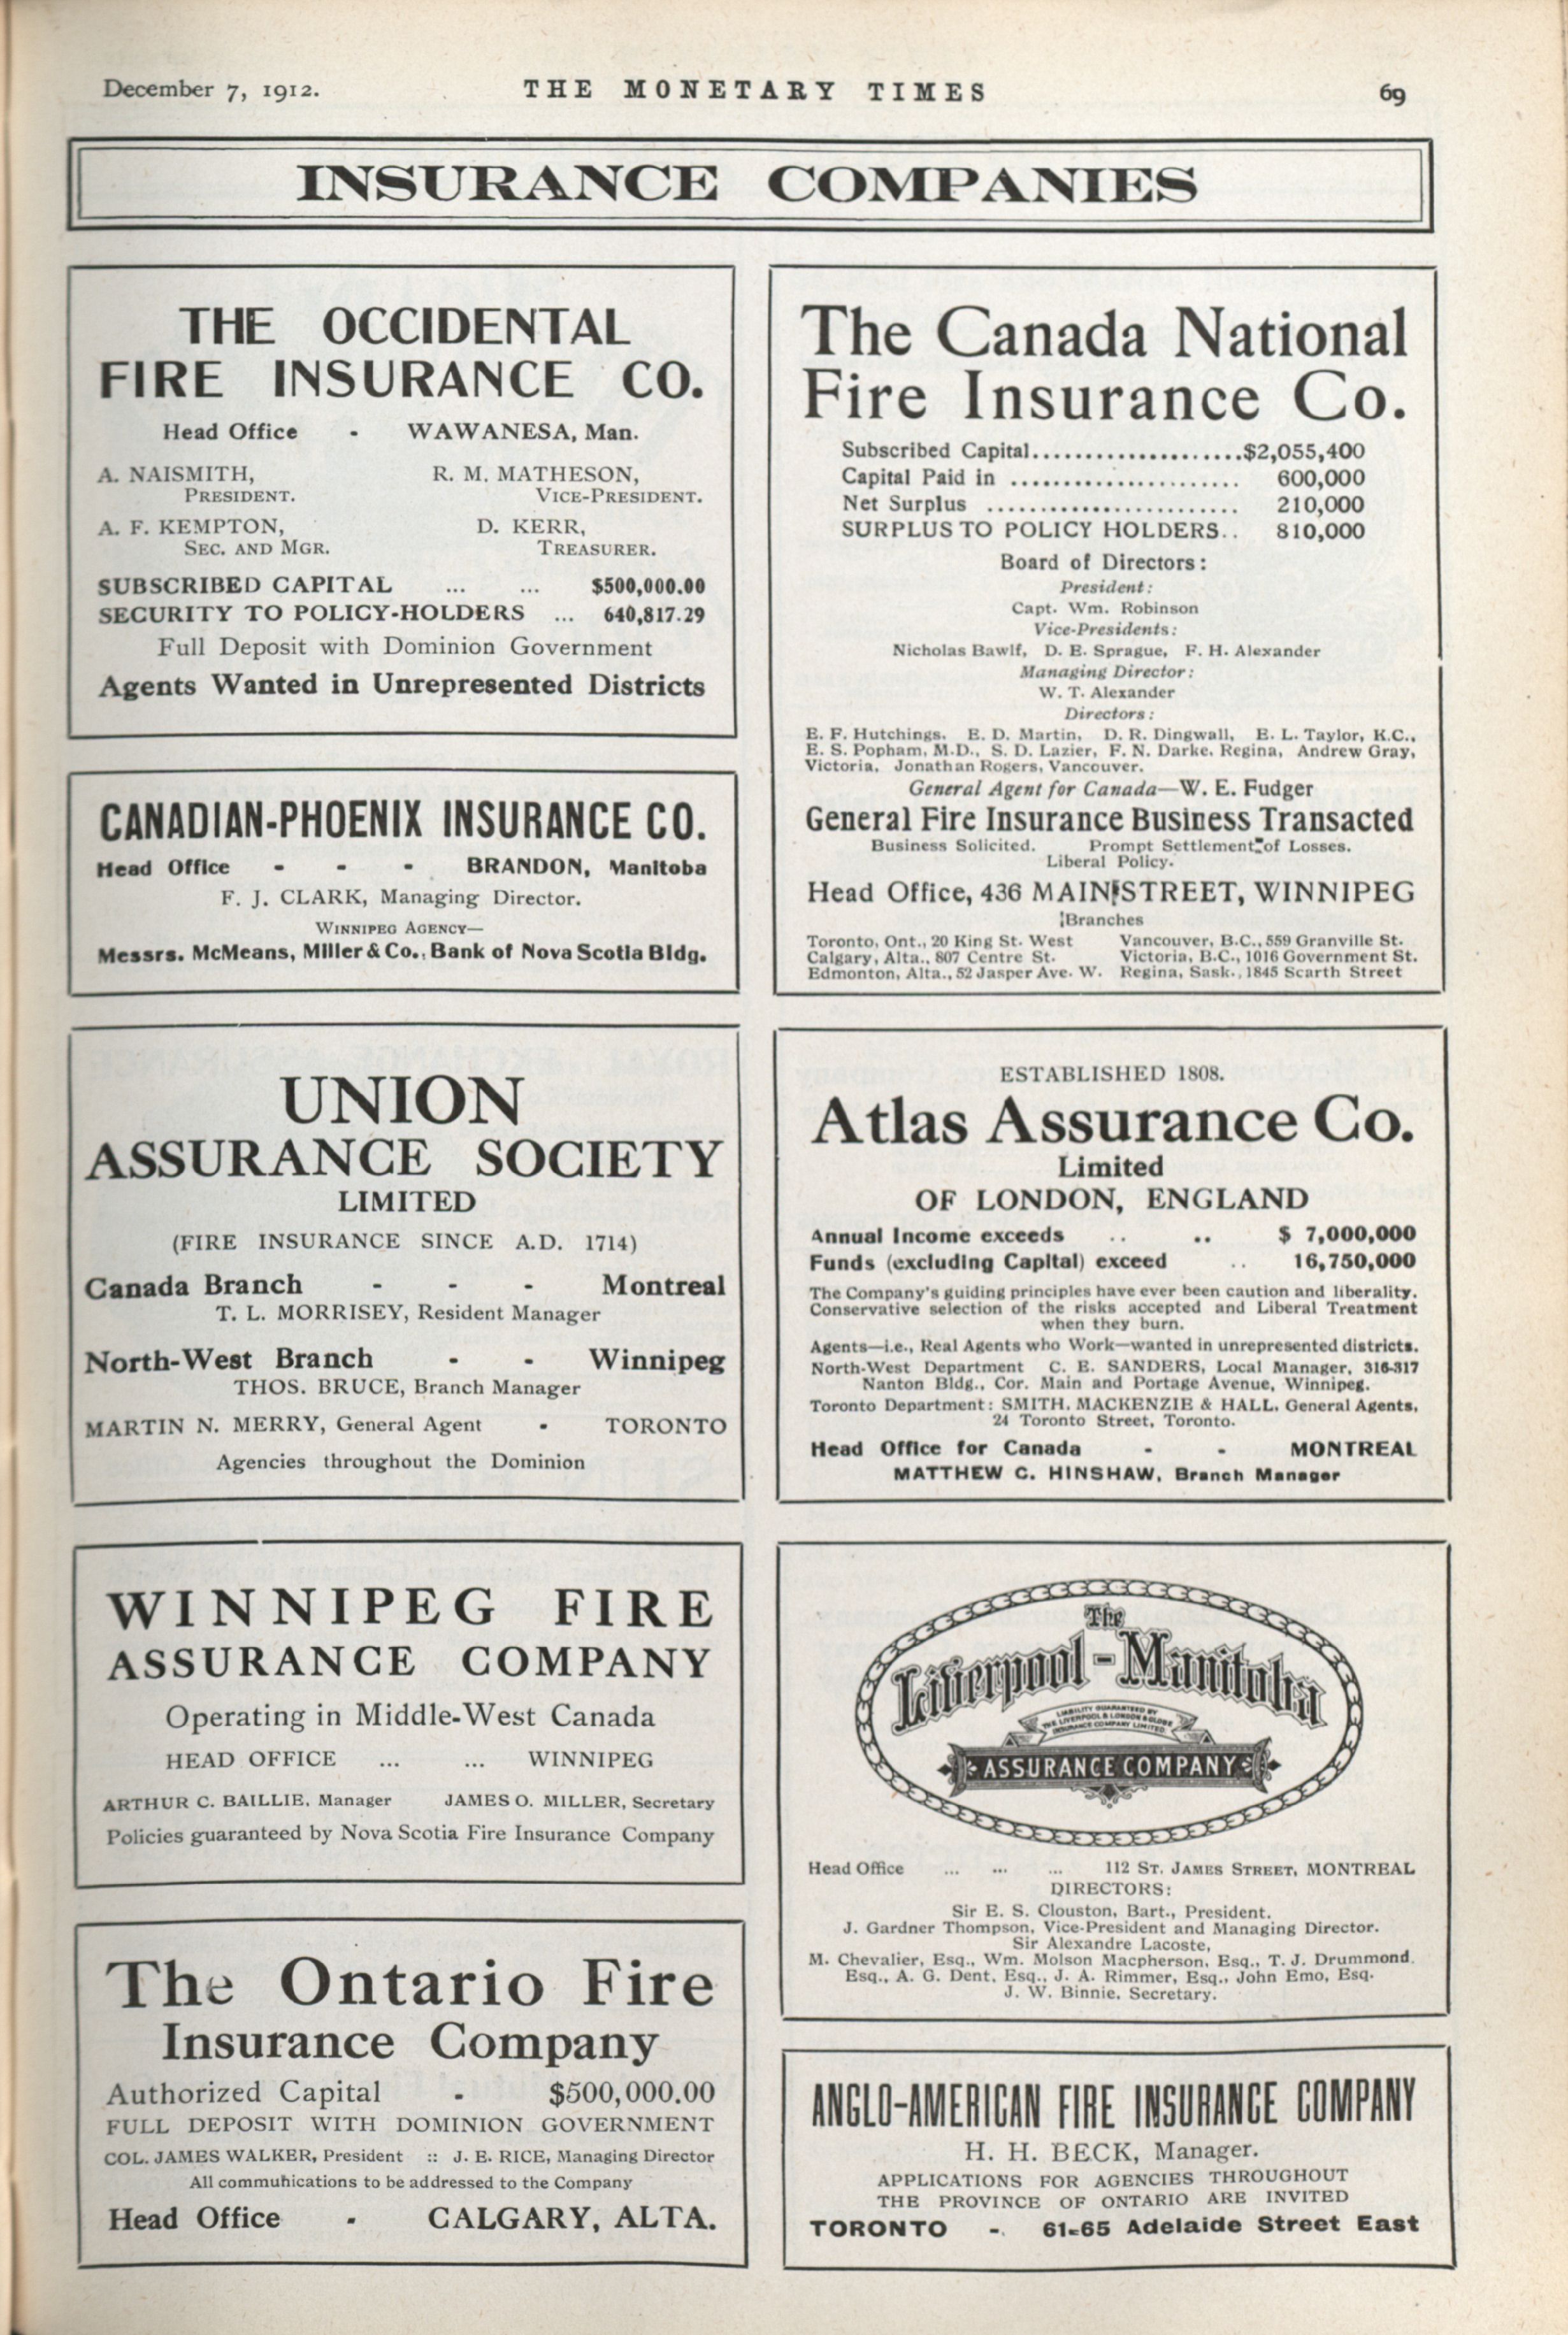 December 7, 1912.
THE MONETARY TIMES
69
INSURANCE COMPANIES
THE OCCIDENTAL
FIRE INSURANCE CO.
Head Office - WAWANESA, Man.
A. NAISMITH, R. M. MATHESON,
PRESIDENT. VICE-PRESIDENT.
A. F. KEMPTON, D. KERR,
SEC. AND MGR. TREASURER.
SUBSCRIBED CAPITAL ... ... $500,000.00
SECURITY TO POLICY-HOLDERS ... 640,817.29
Full Deposit with Dominion Government
Agents Wanted in Unrepresented Districts
CANADIAN-PHOENIX INSURANCE CO.
Head Office - - - BRANDON, Manitoba
F. J. CLARK, Managing Director.
WINNIPEG AGENCY—
Messrs. McMeans, Miller & Co., Bank of Nova Scotia Bldg.
UNION
ASSURANCE SOCIETY
LIMITED
(FIRE INSURANCE SINCE A.D. 1714)
Canada Branch - - - Montreal
T. L. MORRISEY, Resident Manager
North-West Branch - - Winnipeg
THOS. BRUCE, Branch Manager
MARTIN N. MERRY, General Agent - TORONTO
Agencies throughout the Dominion
WINNIPEG FIRE
ASSURANCE COMPANY
Operating in Middle-West Canada
HEAD OFFICE ... ... WINNIPEG
ARTHUR C. BAILLIE, Manager JAMES O. MILLER, Secretary
Policies guaranteed by Nova Scotia Fire Insurance Company
The Ontario Fire
Insurance Company
Authorized Capital - $500,000.00
FULL DEPOSIT WITH DOMINION GOVERNMENT
COL. JAMES WALKER, President :: J. E. RICE, Managing Director
All communications to be addressed to the Company
Head Office - CALGARY, ALTA.
The Canada National
Fire Insurance Co.
Subscribed Capital.....................$2,055,400
Capital Paid in ...................... 600,000
Net Surplus ........................ 210,000
SURPLUS TO POLICY HOLDERS.. 810,000
Board of Directors:
President:
Capt. Wm. Robinson
Vice-Presidents:
Nicholas Bawlf, D. E. Sprague, F. H. Alexander
Managing Director:
W. T. Alexander
Directors:
E. F. Hutchings, E. D. Martin, D. R. Dingwall, E. L. Taylor, K.C.,
E. S. Popham, M.D., S. D. Lazier, F. N. Darke, Regina, Andrew Gray,
Victoria, Jonathan Rogers, Vancouver.
General Agent for Canada—W. E. Fudger
General Fire Insurance Business Transacted
Business Solicited. Prompt Settlement of Losses.
Liberal Policy.
Head Office, 436 MAIN STREET, WINNIPEG
Branches
Toronto, Ont., 20 King St. West Vancouver, B.C., 559 Granville St.
Calgary, Alta., 807 Centre St. Victoria, B.C., 1016 Government St.
Edmonton, Alta., 52 Jasper Ave. W. Regina, Sask., 1845 Scarth Street
ESTABLISHED 1808.
Atlas Assurance Co.
Limited
OF LONDON, ENGLAND
Annual Income exceeds .. .. $ 7,000,000
Funds (excluding Capital) exceed .. 16,750,000
The Company's guiding principles have ever been caution and liberality.
Conservative selection of the risks accepted and Liberal Treatment
when they burn.
Agents—i.e., Real Agents who Work—wanted in unrepresented districts.
North-West Department C. E. SANDERS, Local Manager, 316-317
Nanton Bldg., Cor. Main and Portage Avenue, Winnipeg.
Toronto Department: SMITH, MACKENZIE & HALL, General Agents,
24 Toronto Street, Toronto.
Head Office for Canada - - MONTREAL
MATTHEW C. HINSHAW, Branch Manager
The
Liverpool-Manitoba
LIABILITY GUARANTEED BY
THE LIVERPOOL & LONDON & GLOBE
INSURANCE COMPANY LIMITED.
ASSURANCE COMPANY
Head Office ... ... ... 112 ST. JAMES STREET, MONTREAL
DIRECTORS:
Sir E. S. Clouston, Bart., President.
J. Gardner Thompson, Vice-President and Managing Director.
Sir Alexandre Lacoste,
M. Chevalier, Esq., Wm. Molson Macpherson, Esq., T. J. Drummond.
Esq., A. G. Dent, Esq., J. A. Rimmer, Esq., John Emo, Esq.
J. W. Binnie, Secretary.
ANGLO-AMERICAN FIRE INSURANCE COMPANY
H. H. BECK, Manager.
APPLICATIONS FOR AGENCIES THROUGHOUT
THE PROVINCE OF ONTARIO ARE INVITED
TORONTO - 61-65 Adelaide Street East